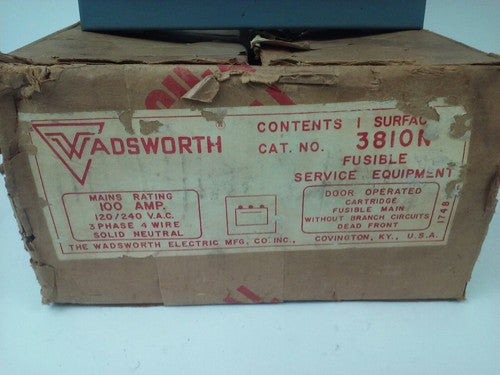 WADSWORTH
CONTENTS 1 SURFAC
CAT. NO. 3810N
FUSIBLE
SERVICE EQUIPMENT
MAINS RATING
100 AMP.
120/240 V.A.C.
3 PHASE 4 WIRE
SOLID NEUTRAL
DOOR OPERATED
CARTRIDGE
FUSIBLE MAIN
WITHOUT BRANCH CIRCUITS
DEAD FRONT
1748
THE WADSWORTH ELECTRIC MFG. CO. INC., COVINGTON, KY., U.S.A.